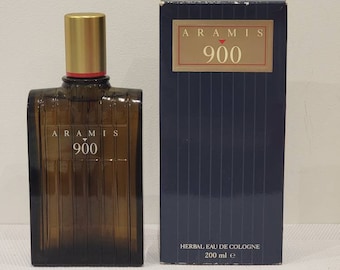 ARAMIS
900
ARAMIS
900
HERBAL EAU DE COLOGNE
200 ml e